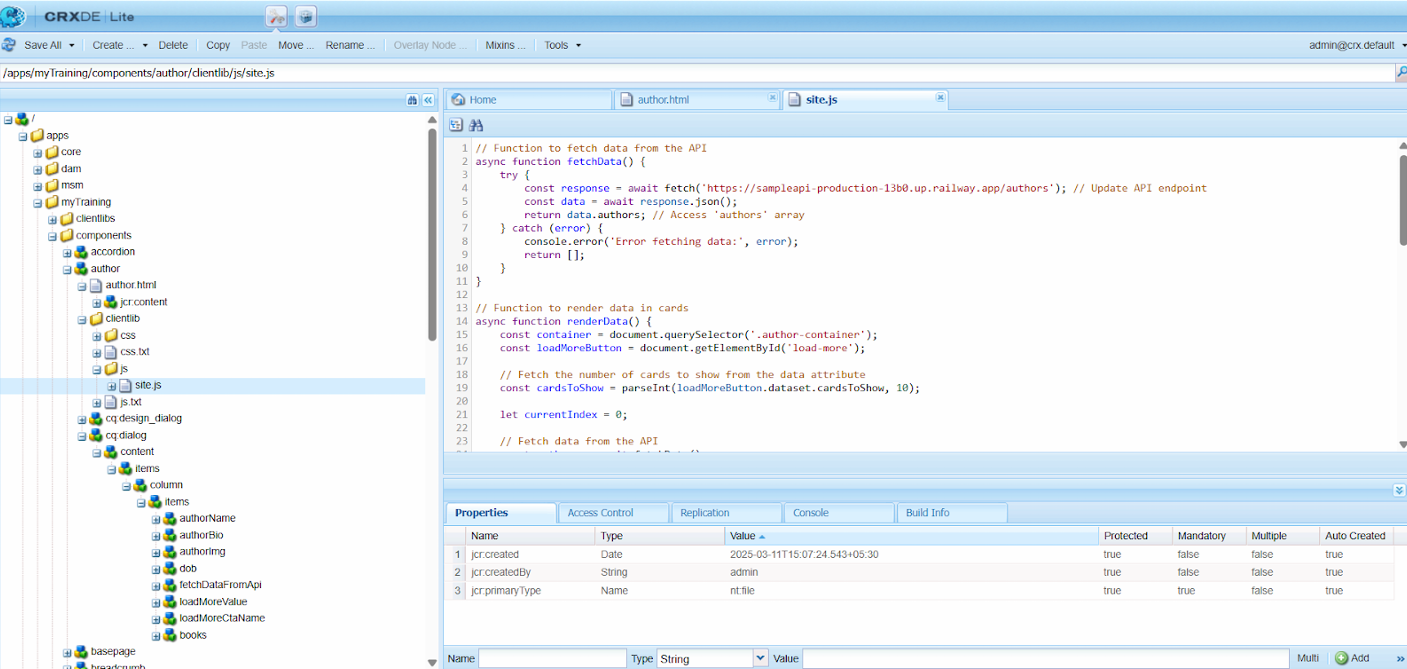 CRXDE | Lite
Save All Create ... Delete Copy Paste Move ... Rename ... Overlay Node ... Mixins ... Tools admin@crx.default
/apps/myTraining/components/author/clientlib/js/site.js
/
apps
core
dam
msm
myTraining
clientlibs
components
accordion
author
author.html
jcr:content
clientlib
css
css.txt
js
site.js
js.txt
cq:design_dialog
cq:dialog
content
items
column
items
authorName
authorBio
authorImg
dob
fetchDataFromApi
loadMoreValue
loadMoreCtaName
books
basepage
breadcrumb
Home author.html site.js
1 // Function to fetch data from the API
2 async function fetchData() {
3 try {
4 const response = await fetch('https://sampleapi-production-13b0.up.railway.app/authors'); // Update API endpoint
5 const data = await response.json();
6 return data.authors; // Access 'authors' array
7 } catch (error) {
8 console.error('Error fetching data:', error);
9 return [];
10 }
11 }
12
13 // Function to render data in cards
14 async function renderData() {
15 const container = document.querySelector('.author-container');
16 const loadMoreButton = document.getElementById('load-more');
17
18 // Fetch the number of cards to show from the data attribute
19 const cardsToShow = parseInt(loadMoreButton.dataset.cardsToShow, 10);
20
21 let currentIndex = 0;
22
23 // Fetch data from the API
Properties Access Control Replication Console Build Info
Name Type Value Protected Mandatory Multiple Auto Created
1 jcr:created Date 2025-03-11T15:07:24.543+05:30 true false false true
2 jcr:createdBy String admin true false false true
3 jcr:primaryType Name nt:file true true false true
Name Type String Value Multi Add